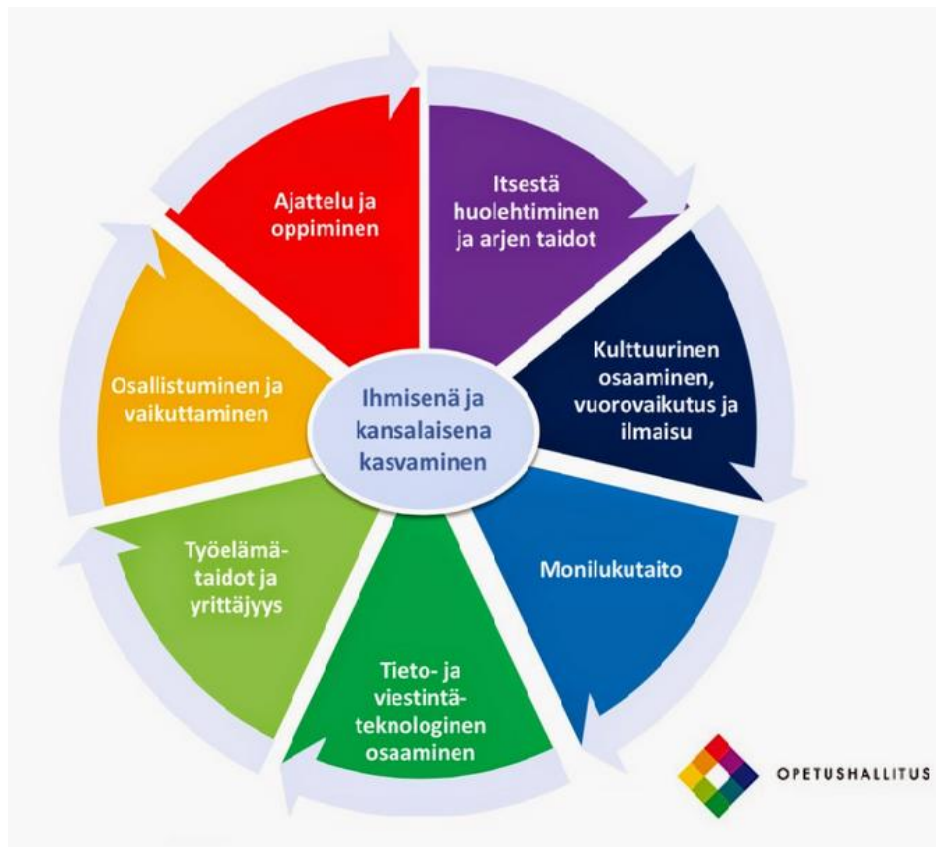 Ajattelu ja
oppiminen
Itsestä
huolehtiminen
ja arjen taidot
Kulttuurinen
osaaminen,
vuorovaikutus ja
ilmaisu
Monilukutaito
Tieto- ja
viestintä-
teknologinen
osaaminen
Työelämä-
taidot ja
yrittäjyys
Osallistuminen ja
vaikuttaminen
Ihmisenä ja
kansalaisena
kasvaminen
OPETUSHALLITUS